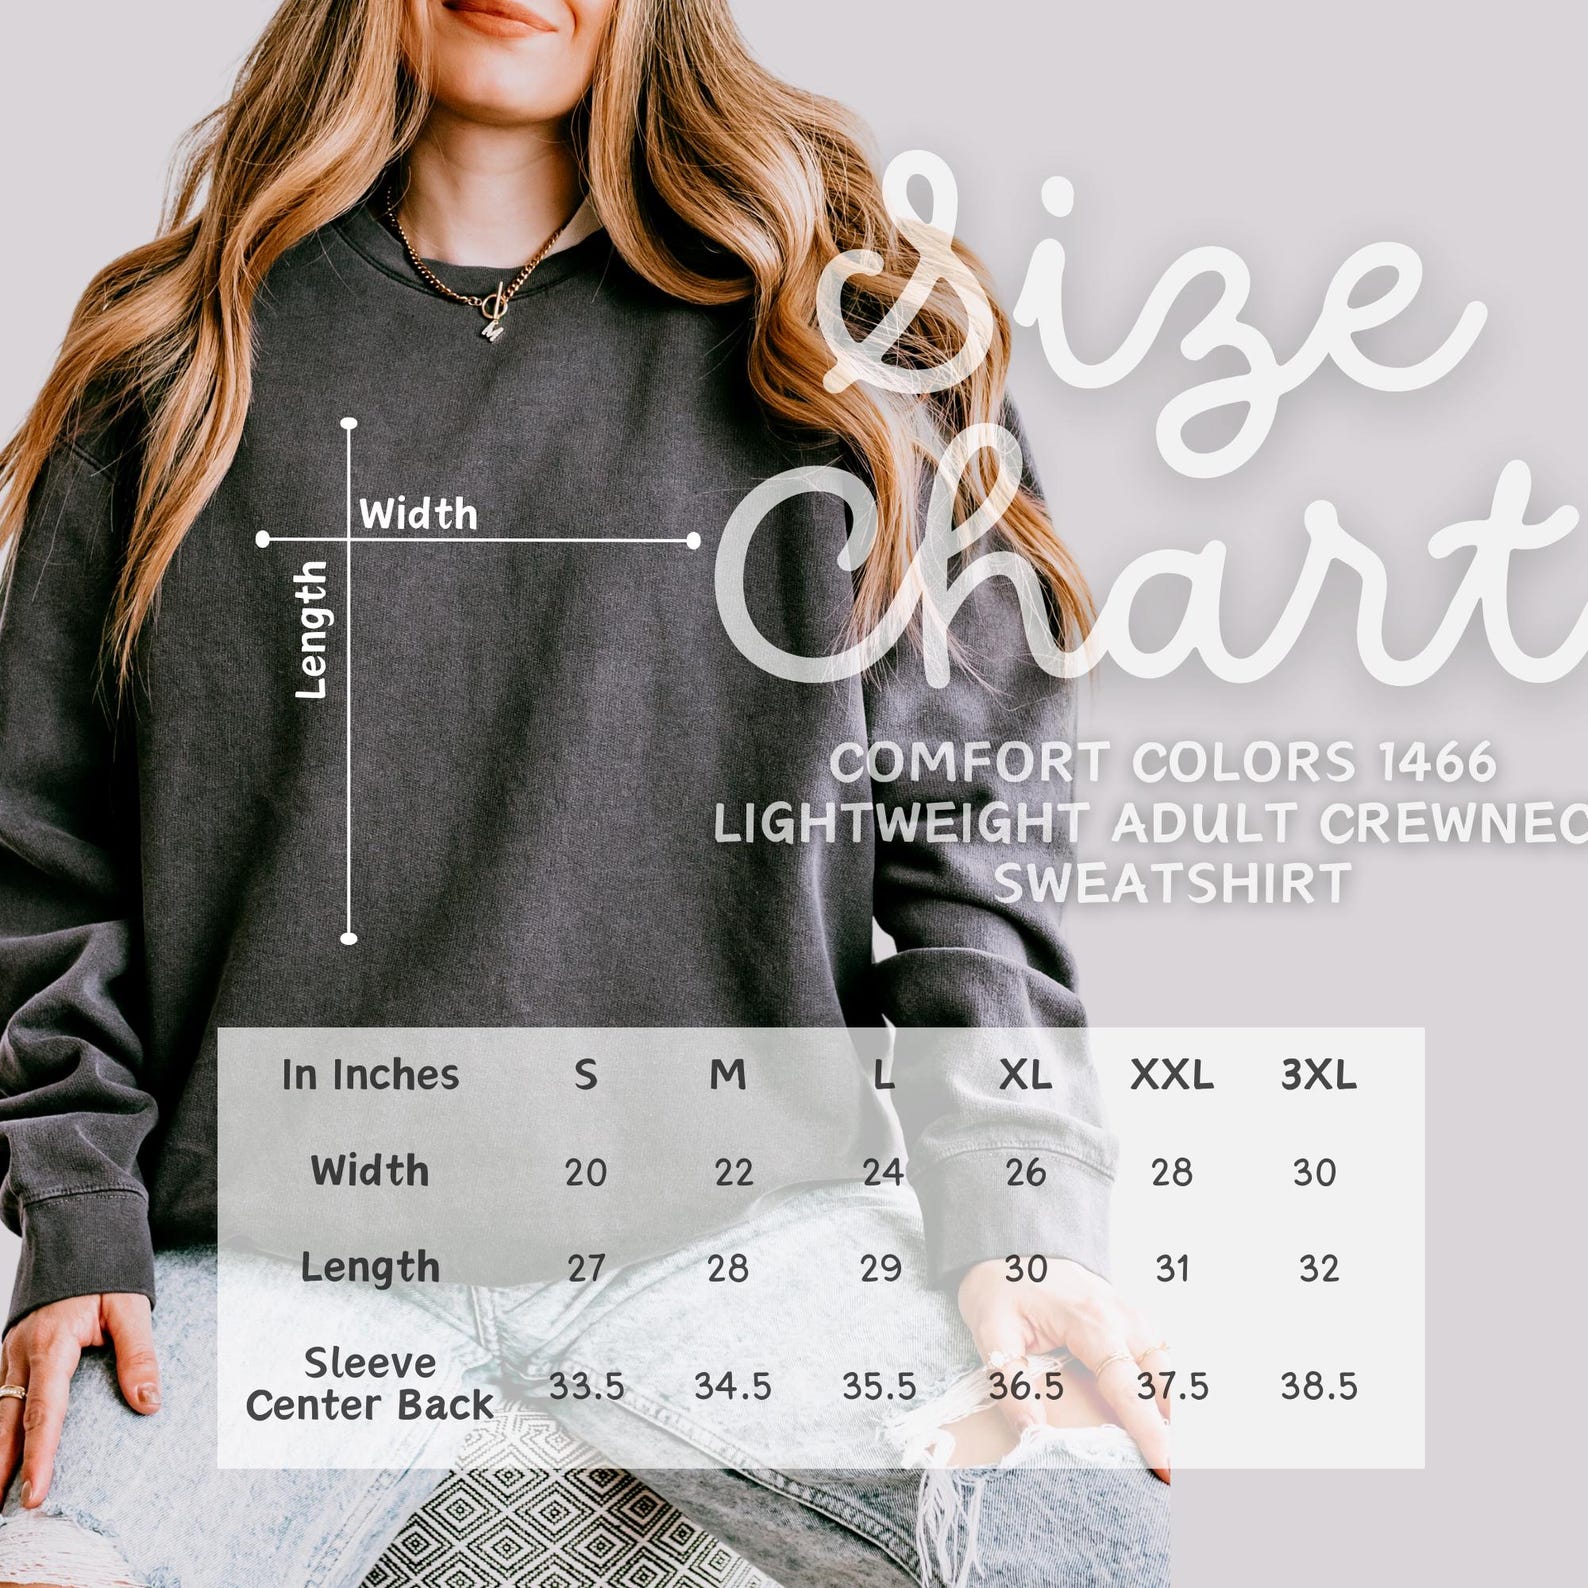 Size
Chart
COMFORT COLORS 1466
LIGHTWEIGHT ADULT CREWNEC
SWEATSHIRT
Width
Length
In Inches S M L XL XXL 3XL
Width 20 22 24 26 28 30
Length 27 28 29 30 31 32
Sleeve
Center Back 33.5 34.5 35.5 36.5 37.5 38.5
M